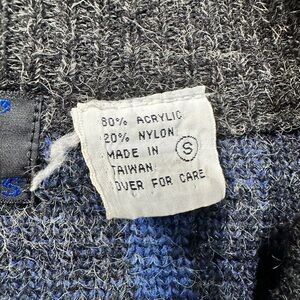 80% ACRYLIC
20% NYLON
MADE IN
TAIWAN.
OVER FOR CARE
S
S